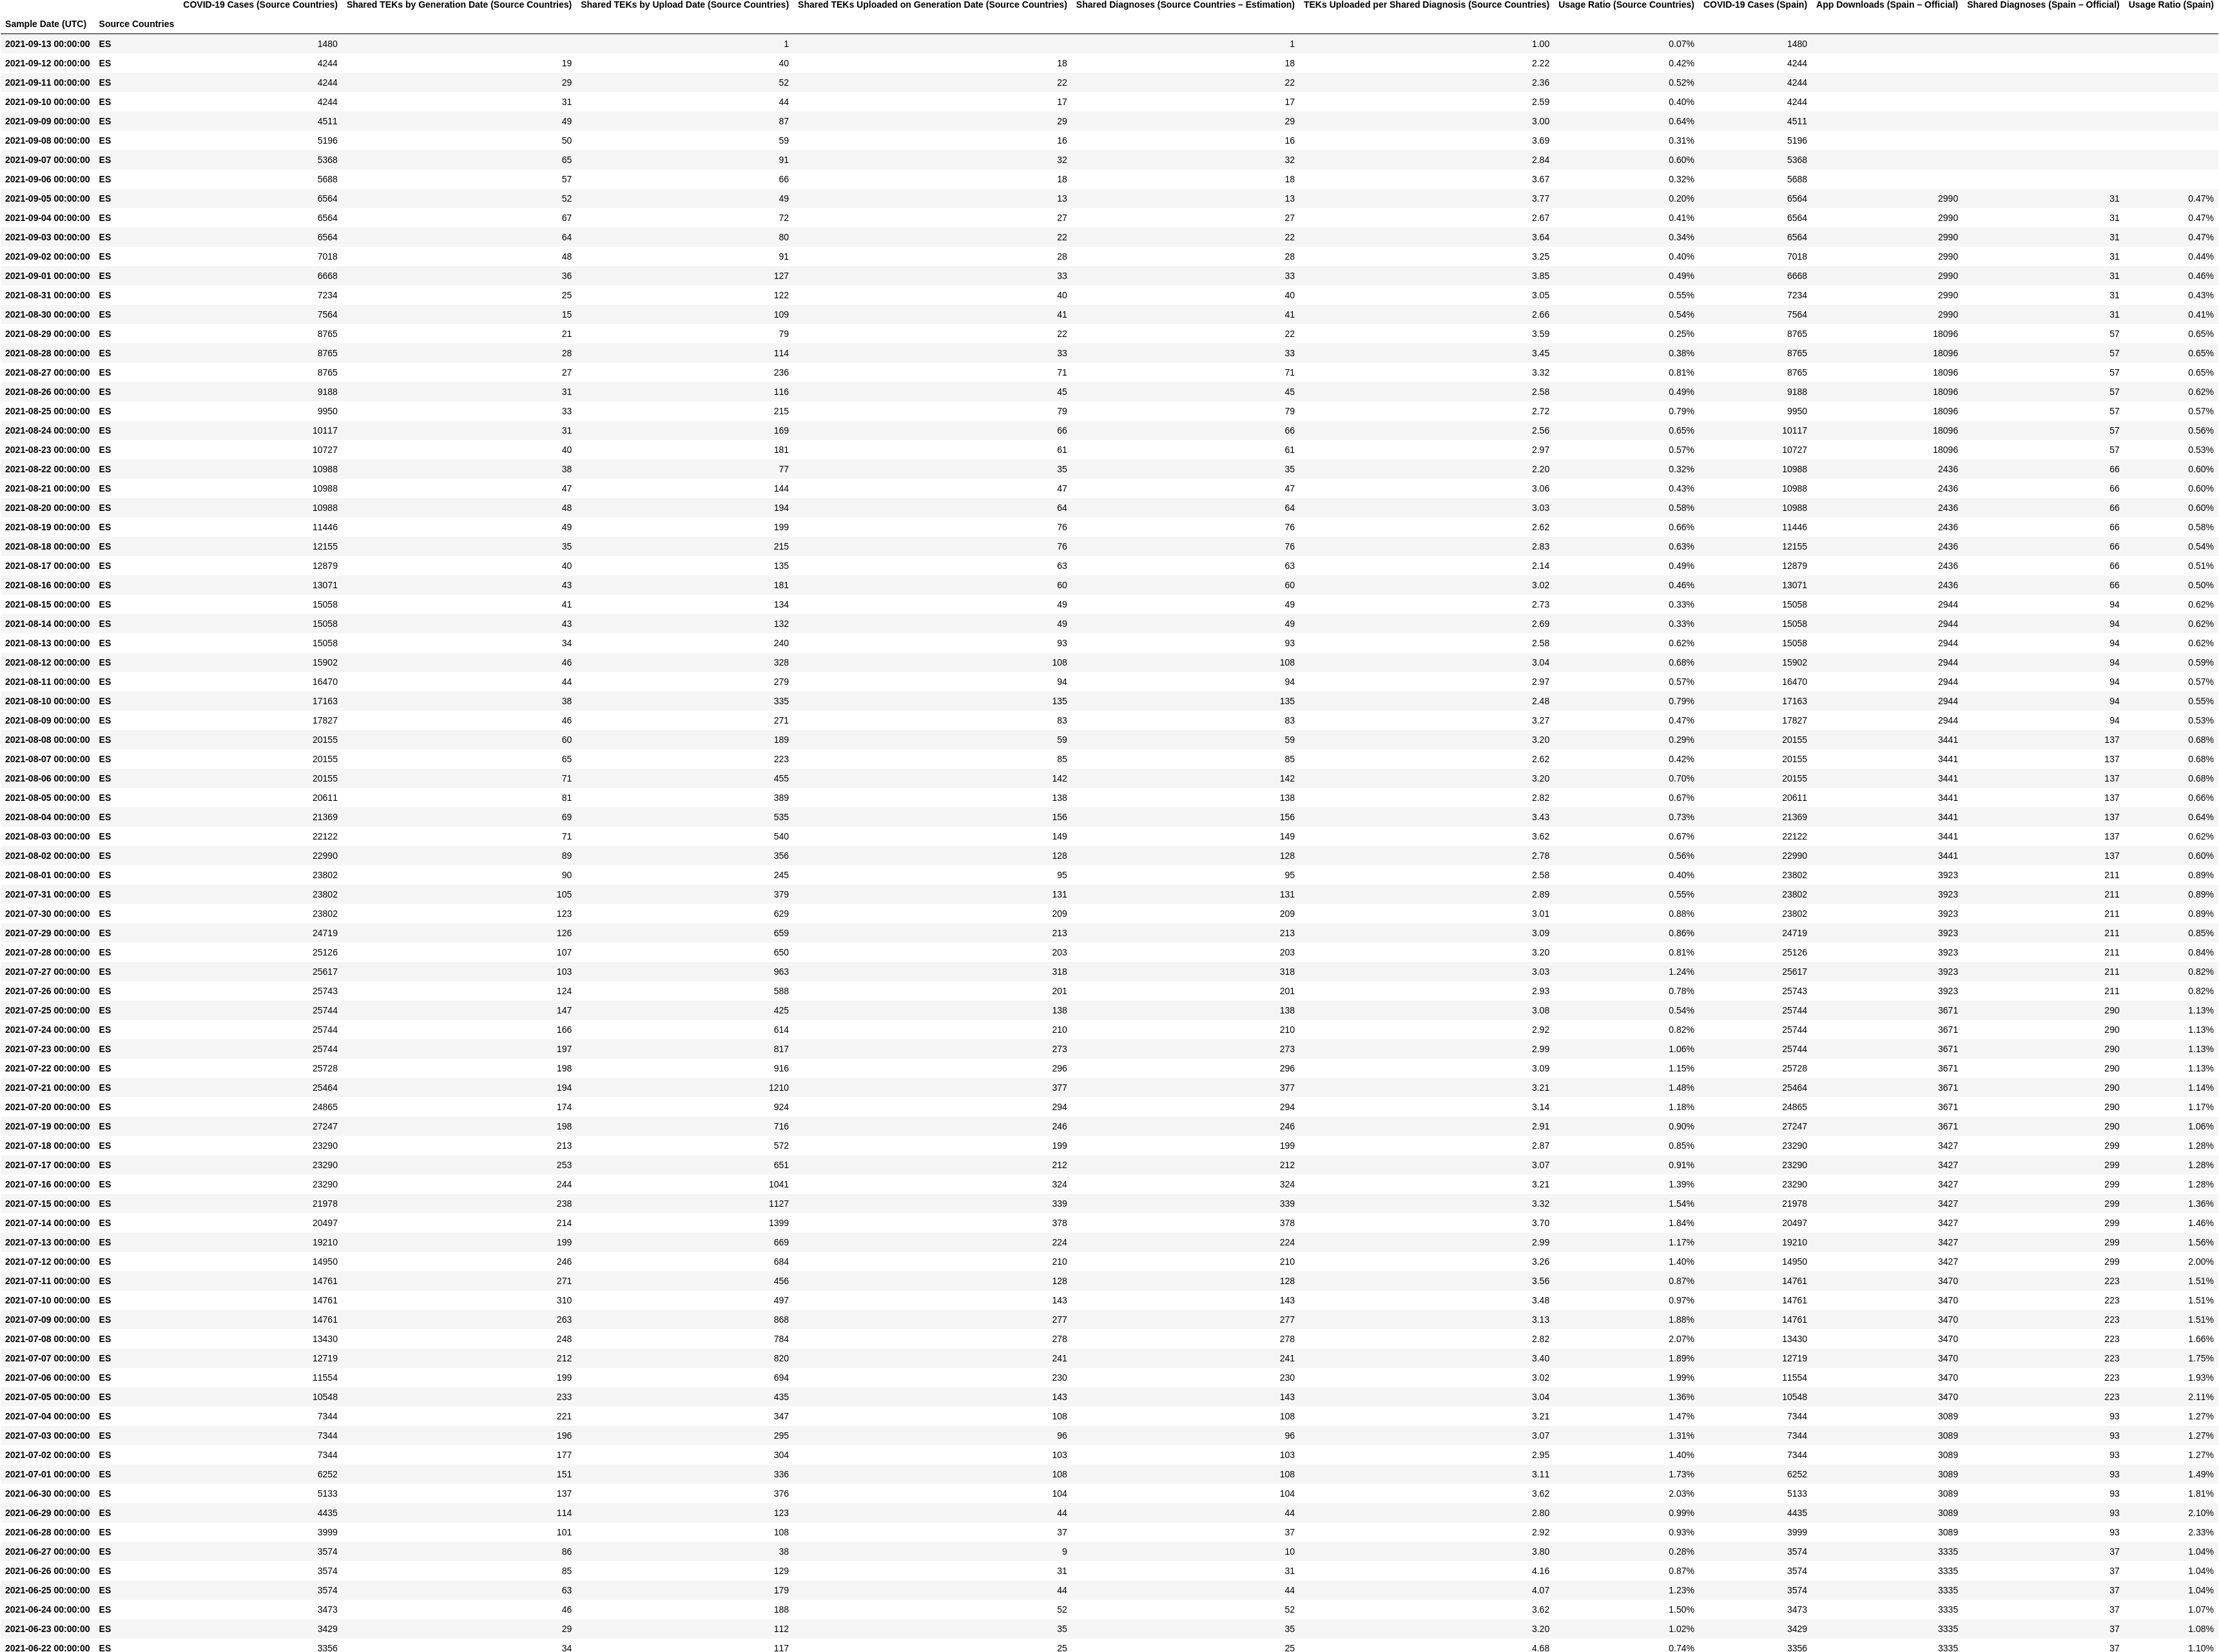 COVID-19 Cases (Source Countries) Shared TEKs by Generation Date (Source Countries) Shared TEKs by Upload Date (Source Countries) Shared TEKs Uploaded on Generation Date (Source Countries) Shared Diagnoses (Source Countries – Estimation) TEKs Uploaded per Shared Diagnosis (Source Countries) Usage Ratio (Source Countries) COVID-19 Cases (Spain) App Downloads (Spain – Official) Shared Diagnoses (Spain – Official) Usage Ratio (Spain)
Sample Date (UTC) Source Countries
2021-09-13 00:00:00 ES 1480 1 1 1.00 0.07% 1480
2021-09-12 00:00:00 ES 4244 19 40 18 18 2.22 0.42% 4244
2021-09-11 00:00:00 ES 4244 29 52 22 22 2.36 0.52% 4244
2021-09-10 00:00:00 ES 4244 31 44 17 17 2.59 0.40% 4244
2021-09-09 00:00:00 ES 4511 49 87 29 29 3.00 0.64% 4511
2021-09-08 00:00:00 ES 5196 50 59 16 16 3.69 0.31% 5196
2021-09-07 00:00:00 ES 5368 65 91 32 32 2.84 0.60% 5368
2021-09-06 00:00:00 ES 5688 57 66 18 18 3.67 0.32% 5688
2021-09-05 00:00:00 ES 6564 52 49 13 13 3.77 0.20% 6564 2990 31 0.47%
2021-09-04 00:00:00 ES 6564 67 72 27 27 2.67 0.41% 6564 2990 31 0.47%
2021-09-03 00:00:00 ES 6564 64 80 22 22 3.64 0.34% 6564 2990 31 0.47%
2021-09-02 00:00:00 ES 7018 48 91 28 28 3.25 0.40% 7018 2990 31 0.44%
2021-09-01 00:00:00 ES 6668 36 127 33 33 3.85 0.49% 6668 2990 31 0.46%
2021-08-31 00:00:00 ES 7234 25 122 40 40 3.05 0.55% 7234 2990 31 0.43%
2021-08-30 00:00:00 ES 7564 15 109 41 41 2.66 0.54% 7564 2990 31 0.41%
2021-08-29 00:00:00 ES 8765 21 79 22 22 3.59 0.25% 8765 18096 57 0.65%
2021-08-28 00:00:00 ES 8765 28 114 33 33 3.45 0.38% 8765 18096 57 0.65%
2021-08-27 00:00:00 ES 8765 27 236 71 71 3.32 0.81% 8765 18096 57 0.65%
2021-08-26 00:00:00 ES 9188 31 116 45 45 2.58 0.49% 9188 18096 57 0.62%
2021-08-25 00:00:00 ES 9950 33 215 79 79 2.72 0.79% 9950 18096 57 0.57%
2021-08-24 00:00:00 ES 10117 31 169 66 66 2.56 0.65% 10117 18096 57 0.56%
2021-08-23 00:00:00 ES 10727 40 181 61 61 2.97 0.57% 10727 18096 57 0.53%
2021-08-22 00:00:00 ES 10988 38 77 35 35 2.20 0.32% 10988 2436 66 0.60%
2021-08-21 00:00:00 ES 10988 47 144 47 47 3.06 0.43% 10988 2436 66 0.60%
2021-08-20 00:00:00 ES 10988 48 194 64 64 3.03 0.58% 10988 2436 66 0.60%
2021-08-19 00:00:00 ES 11446 49 199 76 76 2.62 0.66% 11446 2436 66 0.58%
2021-08-18 00:00:00 ES 12155 35 215 76 76 2.83 0.63% 12155 2436 66 0.54%
2021-08-17 00:00:00 ES 12879 40 135 63 63 2.14 0.49% 12879 2436 66 0.51%
2021-08-16 00:00:00 ES 13071 43 181 60 60 3.02 0.46% 13071 2436 66 0.50%
2021-08-15 00:00:00 ES 15058 41 134 49 49 2.73 0.33% 15058 2944 94 0.62%
2021-08-14 00:00:00 ES 15058 43 132 49 49 2.69 0.33% 15058 2944 94 0.62%
2021-08-13 00:00:00 ES 15058 34 240 93 93 2.58 0.62% 15058 2944 94 0.62%
2021-08-12 00:00:00 ES 15902 46 328 108 108 3.04 0.68% 15902 2944 94 0.59%
2021-08-11 00:00:00 ES 16470 44 279 94 94 2.97 0.57% 16470 2944 94 0.57%
2021-08-10 00:00:00 ES 17163 38 335 135 135 2.48 0.79% 17163 2944 94 0.55%
2021-08-09 00:00:00 ES 17827 46 271 83 83 3.27 0.47% 17827 2944 94 0.53%
2021-08-08 00:00:00 ES 20155 60 189 59 59 3.20 0.29% 20155 3441 137 0.68%
2021-08-07 00:00:00 ES 20155 65 223 85 85 2.62 0.42% 20155 3441 137 0.68%
2021-08-06 00:00:00 ES 20155 71 455 142 142 3.20 0.70% 20155 3441 137 0.68%
2021-08-05 00:00:00 ES 20611 81 389 138 138 2.82 0.67% 20611 3441 137 0.66%
2021-08-04 00:00:00 ES 21369 69 535 156 156 3.43 0.73% 21369 3441 137 0.64%
2021-08-03 00:00:00 ES 22122 71 540 149 149 3.62 0.67% 22122 3441 137 0.62%
2021-08-02 00:00:00 ES 22990 89 356 128 128 2.78 0.56% 22990 3441 137 0.60%
2021-08-01 00:00:00 ES 23802 90 245 95 95 2.58 0.40% 23802 3923 211 0.89%
2021-07-31 00:00:00 ES 23802 105 379 131 131 2.89 0.55% 23802 3923 211 0.89%
2021-07-30 00:00:00 ES 23802 123 629 209 209 3.01 0.88% 23802 3923 211 0.89%
2021-07-29 00:00:00 ES 24719 126 659 213 213 3.09 0.86% 24719 3923 211 0.85%
2021-07-28 00:00:00 ES 25126 107 650 203 203 3.20 0.81% 25126 3923 211 0.84%
2021-07-27 00:00:00 ES 25617 103 963 318 318 3.03 1.24% 25617 3923 211 0.82%
2021-07-26 00:00:00 ES 25743 124 588 201 201 2.93 0.78% 25743 3923 211 0.82%
2021-07-25 00:00:00 ES 25744 147 425 138 138 3.08 0.54% 25744 3671 290 1.13%
2021-07-24 00:00:00 ES 25744 166 614 210 210 2.92 0.82% 25744 3671 290 1.13%
2021-07-23 00:00:00 ES 25744 197 817 273 273 2.99 1.06% 25744 3671 290 1.13%
2021-07-22 00:00:00 ES 25728 198 916 296 296 3.09 1.15% 25728 3671 290 1.13%
2021-07-21 00:00:00 ES 25464 194 1210 377 377 3.21 1.48% 25464 3671 290 1.14%
2021-07-20 00:00:00 ES 24865 174 924 294 294 3.14 1.18% 24865 3671 290 1.17%
2021-07-19 00:00:00 ES 27247 198 716 246 246 2.91 0.90% 27247 3671 290 1.06%
2021-07-18 00:00:00 ES 23290 213 572 199 199 2.87 0.85% 23290 3427 299 1.28%
2021-07-17 00:00:00 ES 23290 253 651 212 212 3.07 0.91% 23290 3427 299 1.28%
2021-07-16 00:00:00 ES 23290 244 1041 324 324 3.21 1.39% 23290 3427 299 1.28%
2021-07-15 00:00:00 ES 21978 238 1127 339 339 3.32 1.54% 21978 3427 299 1.36%
2021-07-14 00:00:00 ES 20497 214 1399 378 378 3.70 1.84% 20497 3427 299 1.46%
2021-07-13 00:00:00 ES 19210 199 669 224 224 2.99 1.17% 19210 3427 299 1.56%
2021-07-12 00:00:00 ES 14950 246 684 210 210 3.26 1.40% 14950 3427 299 2.00%
2021-07-11 00:00:00 ES 14761 271 456 128 128 3.56 0.87% 14761 3470 223 1.51%
2021-07-10 00:00:00 ES 14761 310 497 143 143 3.48 0.97% 14761 3470 223 1.51%
2021-07-09 00:00:00 ES 14761 263 868 277 277 3.13 1.88% 14761 3470 223 1.51%
2021-07-08 00:00:00 ES 13430 248 784 278 278 2.82 2.07% 13430 3470 223 1.66%
2021-07-07 00:00:00 ES 12719 212 820 241 241 3.40 1.89% 12719 3470 223 1.75%
2021-07-06 00:00:00 ES 11554 199 694 230 230 3.02 1.99% 11554 3470 223 1.93%
2021-07-05 00:00:00 ES 10548 233 435 143 143 3.04 1.36% 10548 3470 223 2.11%
2021-07-04 00:00:00 ES 7344 221 347 108 108 3.21 1.47% 7344 3089 93 1.27%
2021-07-03 00:00:00 ES 7344 196 295 96 96 3.07 1.31% 7344 3089 93 1.27%
2021-07-02 00:00:00 ES 7344 177 304 103 103 2.95 1.40% 7344 3089 93 1.27%
2021-07-01 00:00:00 ES 6252 151 336 108 108 3.11 1.73% 6252 3089 93 1.49%
2021-06-30 00:00:00 ES 5133 137 376 104 104 3.62 2.03% 5133 3089 93 1.81%
2021-06-29 00:00:00 ES 4435 114 123 44 44 2.80 0.99% 4435 3089 93 2.10%
2021-06-28 00:00:00 ES 3999 101 108 37 37 2.92 0.93% 3999 3089 93 2.33%
2021-06-27 00:00:00 ES 3574 86 38 9 10 3.80 0.28% 3574 3335 37 1.04%
2021-06-26 00:00:00 ES 3574 85 129 31 31 4.16 0.87% 3574 3335 37 1.04%
2021-06-25 00:00:00 ES 3574 63 179 44 44 4.07 1.23% 3574 3335 37 1.04%
2021-06-24 00:00:00 ES 3473 46 188 52 52 3.62 1.50% 3473 3335 37 1.07%
2021-06-23 00:00:00 ES 3429 29 112 35 35 3.20 1.02% 3429 3335 37 1.08%
2021-06-22 00:00:00 ES 3356 34 117 25 25 4.68 0.74% 3356 3335 37 1.10%